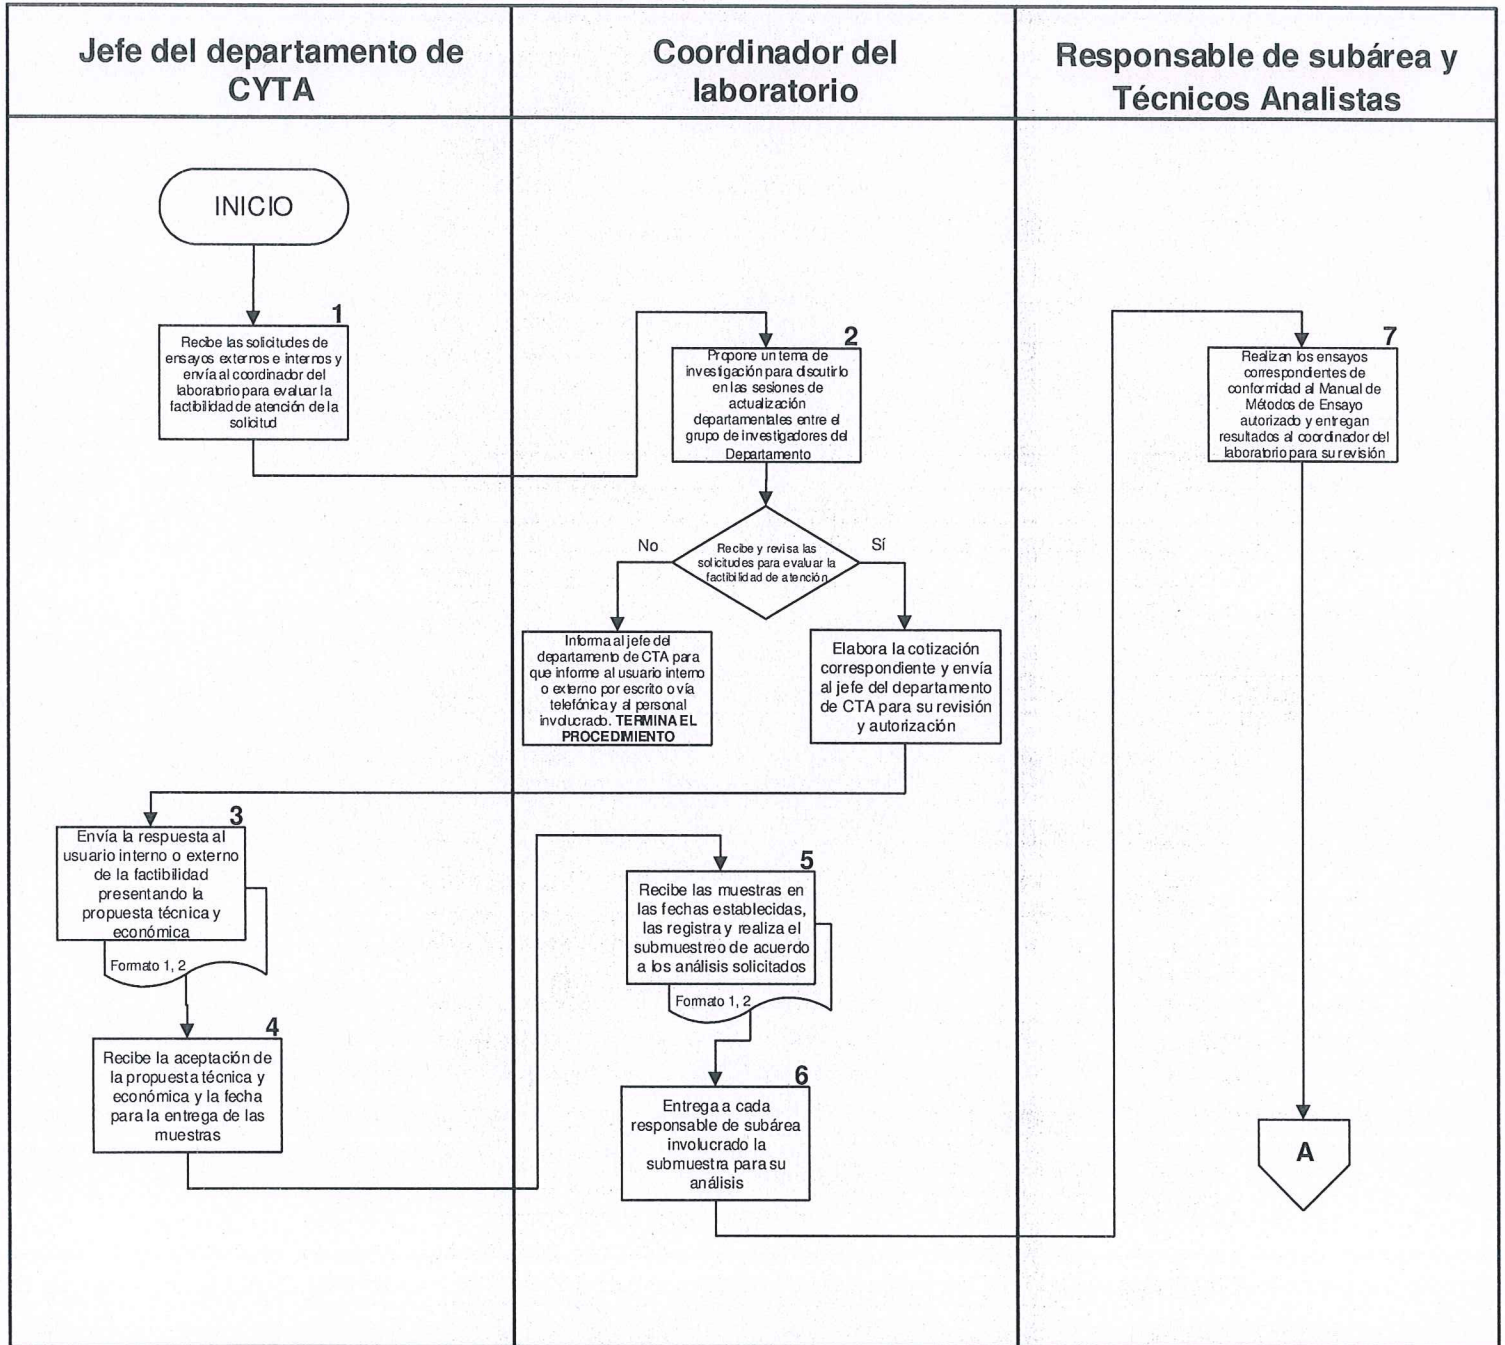 Jefe del departamento de
CYTA
Coordinador del
laboratorio
Responsable de subárea y
Técnicos Analistas
INICIO
1
Recibe las solicitudes de
ensayos externos e internos y
envía al coordinador del
laboratorio para evaluar la
factibilidad de atención de la
solicitud
2
Propone un tema de
investigación para discutirlo
en las sesiones de
actualización
departamentales entre el
grupo de investigadores del
Departamento
No
Recibe y revisa las
solicitudes para evaluar la
factibilidad de atención
Sí
Informa al jefe del
departamento de CTA para
que informe al usuario interno
o externo por escrito o vía
telefónica y al personal
involucrado. TERMINA EL
PROCEDIMIENTO
Elabora la cotización
correspondiente y envía
al jefe del departamento
de CTA para su revisión
y autorización
3
Envía la respuesta al
usuario interno o externo
de la factibilidad
presentando la
propuesta técnica y
económica
Formato 1, 2
4
Recibe la aceptación de
la propuesta técnica y
económica y la fecha
para la entrega de las
muestras
5
Recibe las muestras en
las fechas establecidas,
las registra y realiza el
submuestreo de acuerdo
a los análisis solicitados
Formato 1, 2
6
Entrega a cada
responsable de subárea
involucrado la
submuestra para su
análisis
7
Realizan los ensayos
correspondientes de
conformidad al Manual de
Métodos de Ensayo
autorizado y entregan
resultados al coordinador del
laboratorio para su revisión
A